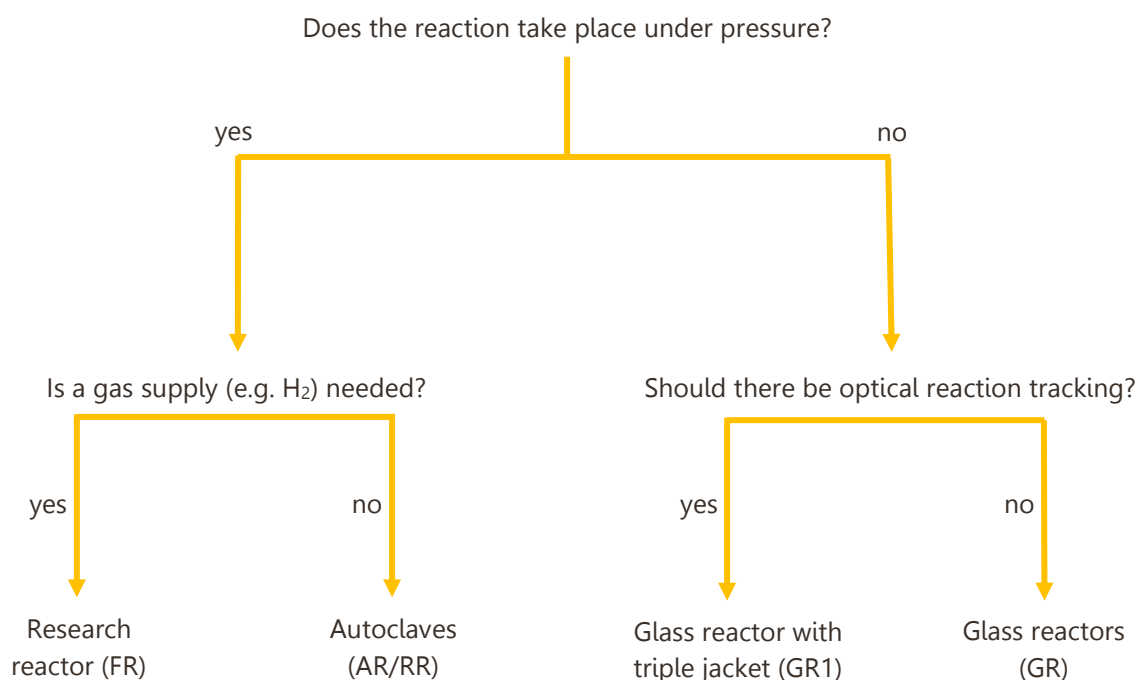 Does the reaction take place under pressure?
yes
no
Is a gas supply (e.g. H₂) needed?
Should there be optical reaction tracking?
yes
no
yes
no
Research
reactor (FR)
Autoclaves
(AR/RR)
Glass reactor with
triple jacket (GR1)
Glass reactors
(GR)